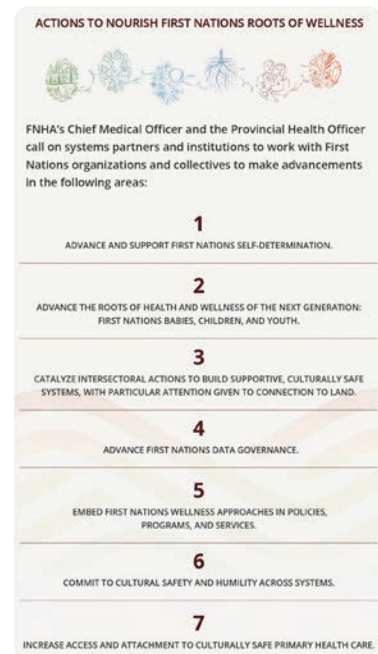 ACTIONS TO NOURISH FIRST NATIONS ROOTS OF WELLNESS
FNHA's Chief Medical Officer and the Provincial Health Officer
call on systems partners and institutions to work with First
Nations organizations and collectives to make advancements
in the following areas:
1
ADVANCE AND SUPPORT FIRST NATIONS SELF-DETERMINATION.
2
ADVANCE THE ROOTS OF HEALTH AND WELLNESS OF THE NEXT GENERATION:
FIRST NATIONS BABIES, CHILDREN, AND YOUTH.
3
CATALYZE INTERSECTORAL ACTIONS TO BUILD SUPPORTIVE, CULTURALLY SAFE
SYSTEMS, WITH PARTICULAR ATTENTION GIVEN TO CONNECTION TO LAND.
4
ADVANCE FIRST NATIONS DATA GOVERNANCE.
5
EMBED FIRST NATIONS WELLNESS APPROACHES IN POLICIES,
PROGRAMS, AND SERVICES.
6
COMMIT TO CULTURAL SAFETY AND HUMILITY ACROSS SYSTEMS.
7
INCREASE ACCESS AND ATTACHMENT TO CULTURALLY SAFE PRIMARY HEALTH CARE.